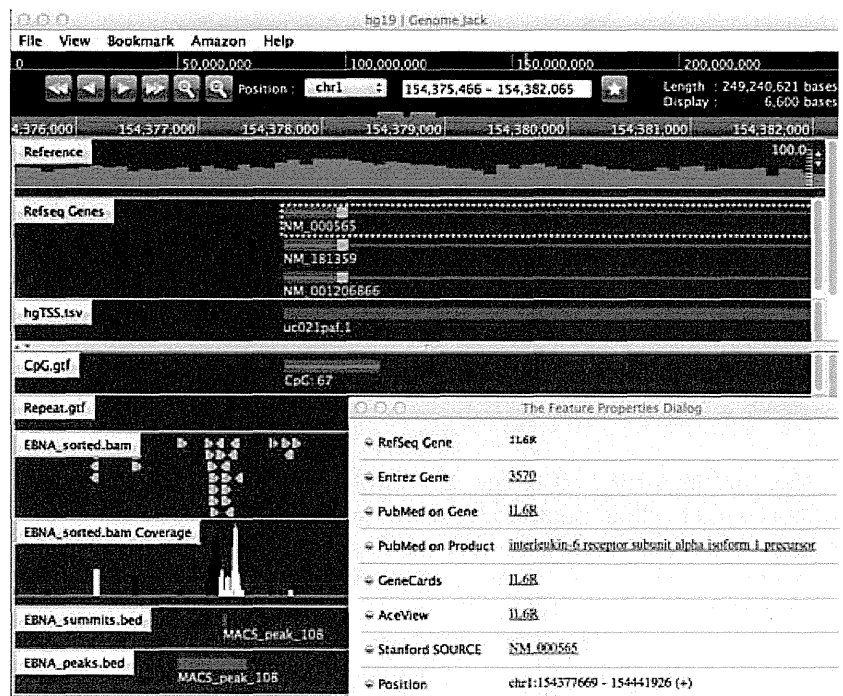 hg19 | Genome Jack
File View Bookmark Amazon Help
0 50,000,000 100,000,000 150,000,000 200,000,000
Position : chr1 154,375,466 - 154,382,065 Length : 249,240,621 bases
Display : 6,600 bases
4,376,000 154,377,000 154,378,000 154,379,000 154,380,000 154,381,000 154,382,000
Reference 100.0
Refseq Genes
NM_000565
NM_181359
NM_001206866
hgTSS.tsv
uc021paf.1
CpG.gtf
CpG: 67
Repeat.gtf
EBNA_sorted.bam
EBNA_sorted.bam Coverage
EBNA_summits.bed
MACS_peak_108
EBNA_peaks.bed
MACS_peak_108
The Feature Properties Dialog
RefSeq Gene IL6R
Entrez Gene 3570
PubMed on Gene IL6R
PubMed on Product interleukin-6 receptor subunit alpha isoform 1 precursor
GeneCards IL6R
AceView IL6R
Stanford SOURCE NM_000565
Position chr1:154377669 - 154441926 (+)